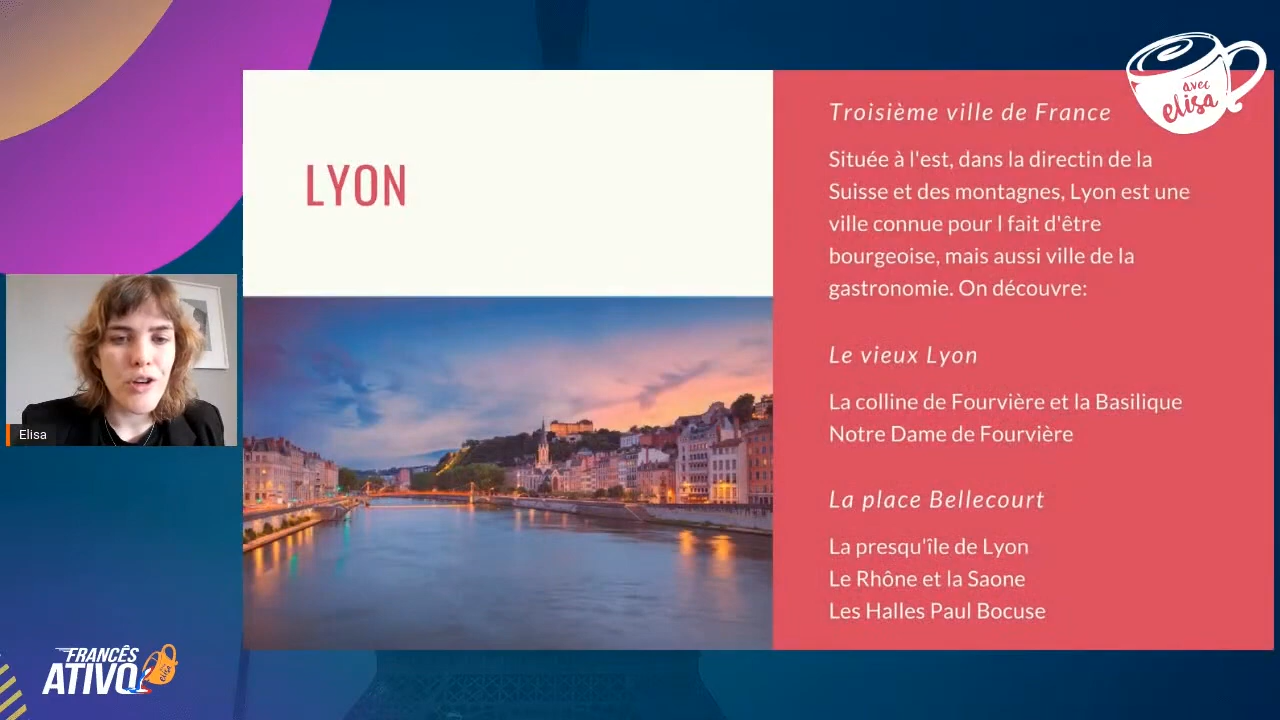 avec
elisa
Troisième ville de France
LYON
Située à l'est, dans la directin de la
Suisse et des montagnes, Lyon est une
ville connue pour l fait d'être
bourgeoise, mais aussi ville de la
gastronomie. On découvre:
Le vieux Lyon
La colline de Fourvière et la Basilique
Notre Dame de Fourvière
La place Bellecourt
La presqu'île de Lyon
Le Rhône et la Saone
Les Halles Paul Bocuse
Elisa
FRANCÊS
ATIVO
elisa